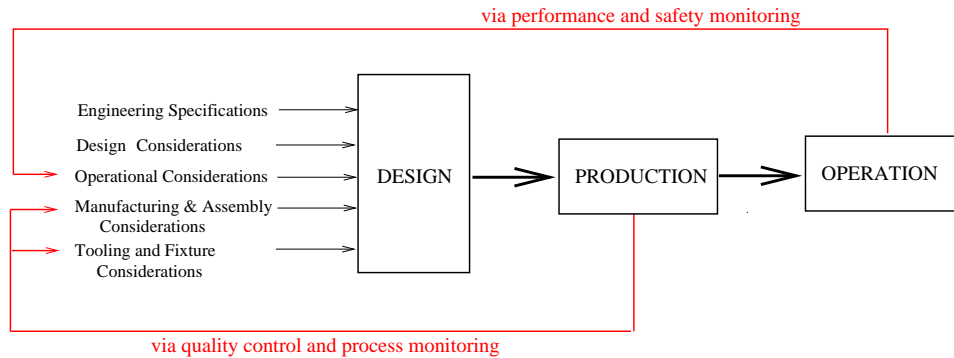 via performance and safety monitoring
Engineering Specifications
Design Considerations
Operational Considerations
Manufacturing & Assembly
Considerations
Tooling and Fixture
Considerations
DESIGN
PRODUCTION
OPERATION
via quality control and process monitoring